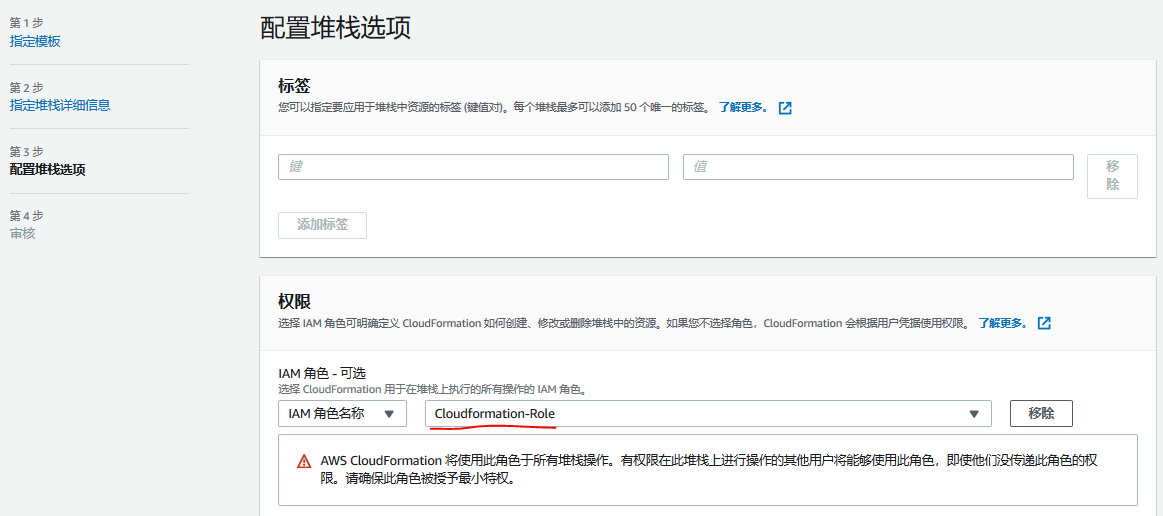 第 1 步
指定模板
第 2 步
指定堆栈详细信息
第 3 步
配置堆栈选项
第 4 步
审核
配置堆栈选项
标签
您可以指定要应用于堆栈中资源的标签 (键值对)。每个堆栈最多可以添加 50 个唯一的标签。 了解更多。
键
值
移
除
添加标签
权限
选择 IAM 角色可明确定义 CloudFormation 如何创建、修改或删除堆栈中的资源。如果您不选择角色，CloudFormation 会根据用户凭据使用权限。 了解更多。
IAM 角色 - 可选
选择 CloudFormation 用于在堆栈上执行的所有操作的 IAM 角色。
IAM 角色名称
Cloudformation-Role
移除
AWS CloudFormation 将使用此角色于所有堆栈操作。有权限在此堆栈上进行操作的其他用户将能够使用此角色，即使他们没传递此角色的权
限。请确保此角色被授予最小特权。